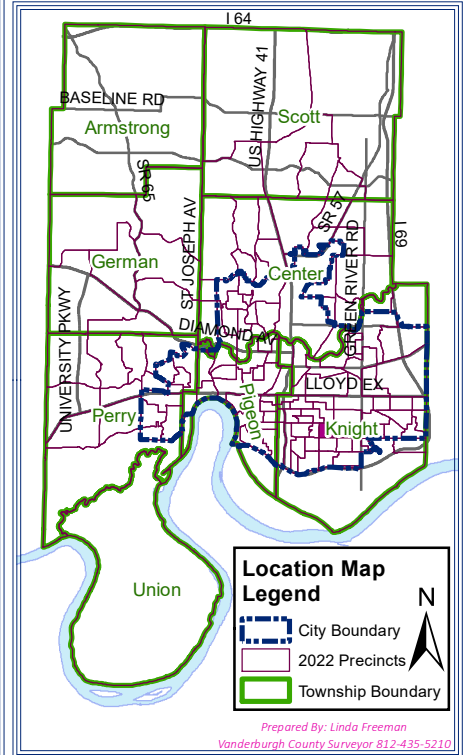 I 64
BASELINE RD
Armstrong
US HIGHWAY 41
Scott
SR 65
ST JOSEPH AV
SR 57
I 69
German
Center
GREEN RIVER RD
UNIVERSITY PKWY
DIAMOND AV
LLOYD EX
Perry
Pigeon
Knight
Union
Location Map
Legend
N
City Boundary
2022 Precincts
Township Boundary
Prepared By: Linda Freeman
Vanderburgh County Surveyor 812-435-5210